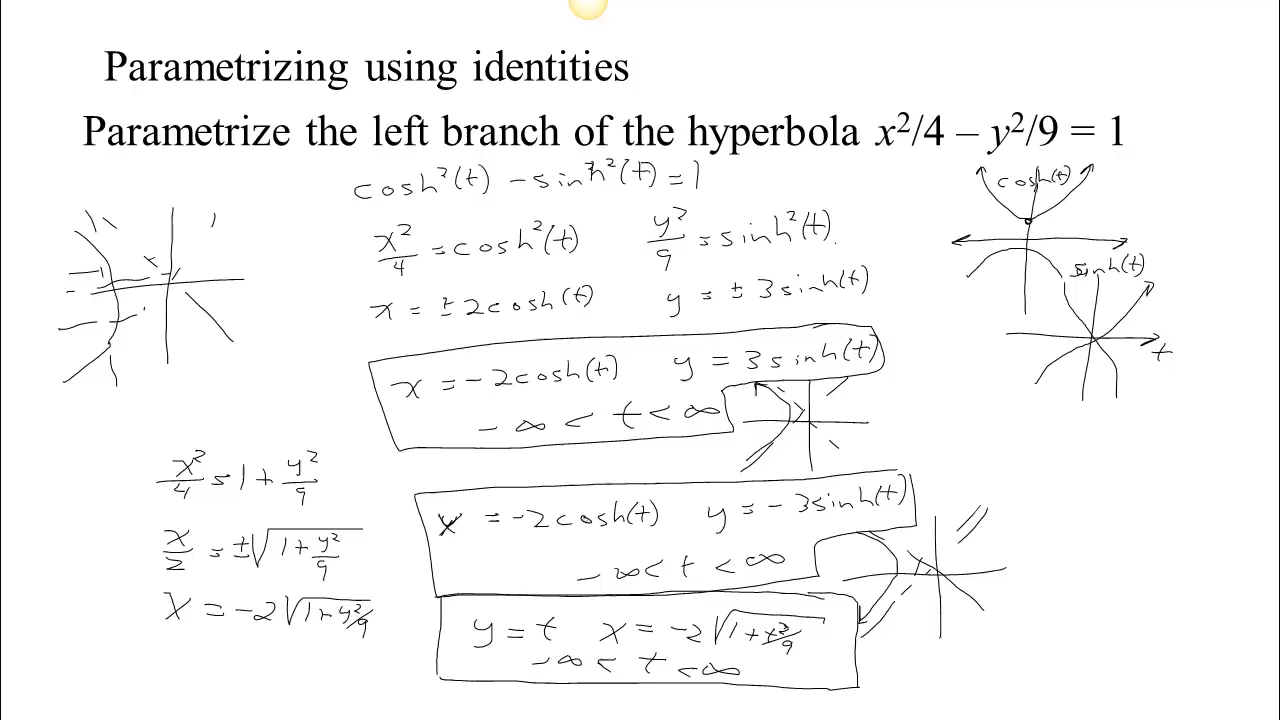 Parametrizing using identities
Parametrize the left branch of the hyperbola x²/4 – y²/9 = 1
cosh²(t) – sinh²(t) = 1
x²/4 = cosh²(t) y²/9 = sinh²(t).
x = ± 2cosh(t) y = ± 3sinh(t)
x = – 2cosh(t) y = 3sinh(t)
- ∞ < t < ∞
cosh(t)
sinh(t)
t
x²/4 = 1 + y²/9
x/2 = ±√(1 + y²/9)
x = –2√(1+y²/9)
x = –2cosh(t) y = – 3sinh(t)
- ∞ < t < ∞
y = t x = –2√(1+t²/9)
-∞ < t < ∞